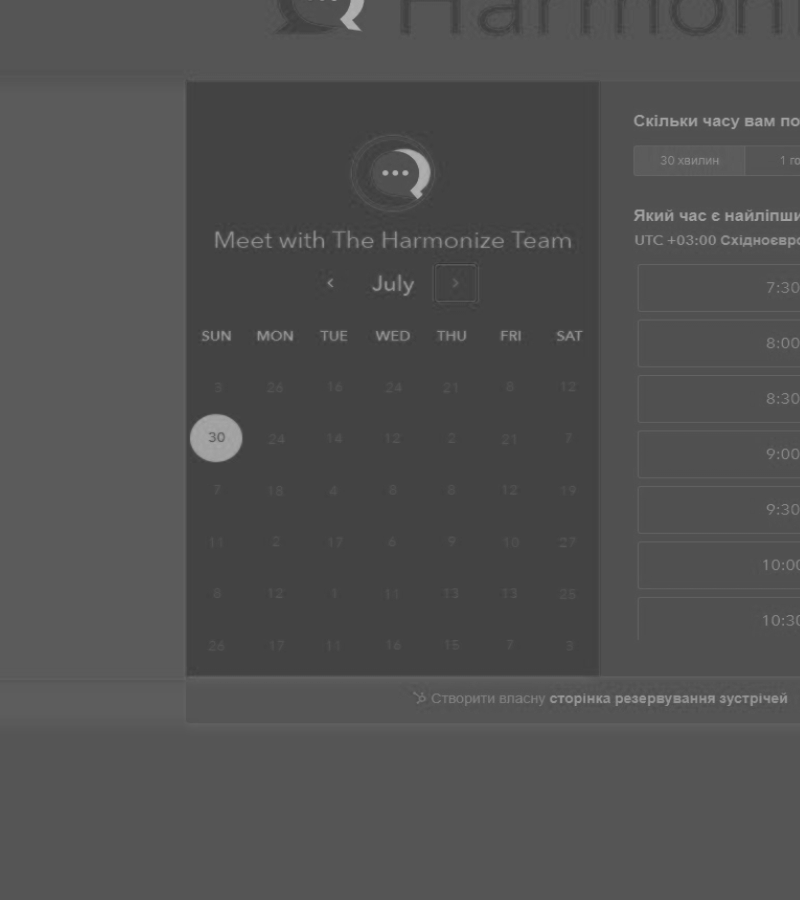 Harmoni
Meet with The Harmonize Team
July
SUN MON TUE WED THU FRI SAT
3 26 16 24 21 8 12
30 24 14 12 2 21 7
7 18 4 8 8 12 19
11 2 17 6 9 10 27
8 12 1 11 13 13 25
26 17 11 16 15 7 3
Скільки часу вам по
30 хвилин 1 го
Який час є найліпши
UTC +03:00 Східноєвро
7:30
8:00
8:30
9:00
9:30
10:00
10:30
Створити власну сторінка резервування зустрічей